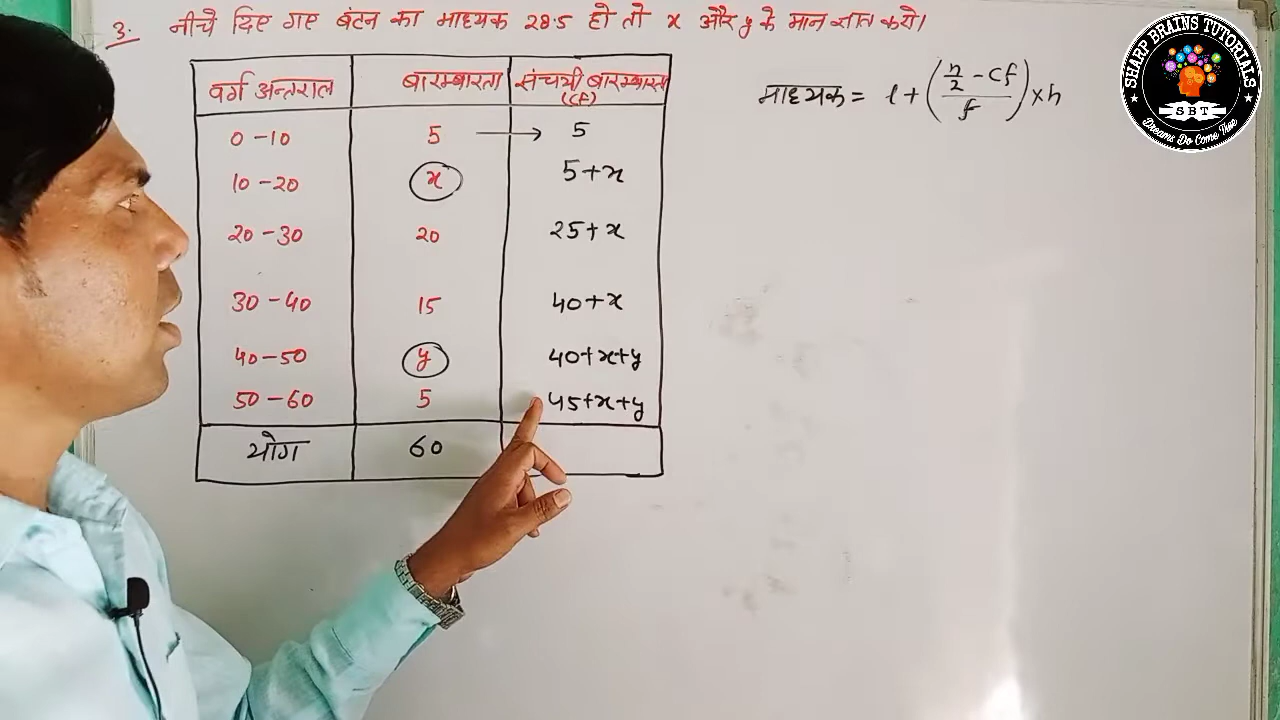 3. नीचे दिए गए बंटन का माध्यक 28.5 हो तो x और y के मान ज्ञात करो।
वर्ग अन्तराल बारम्बारता संचयी बारम्बारता (cf)
0-10 5 → 5
10-20 x 5+x
20-30 20 25+x
30-40 15 40+x
40-50 y 40+x+y
50-60 5 45+x+y
योग 60
माध्यक = l + ( (n/2 - cf) / f ) × h
SHARP BRAINS TUTORIALS
SBT
Dreams Do Come True